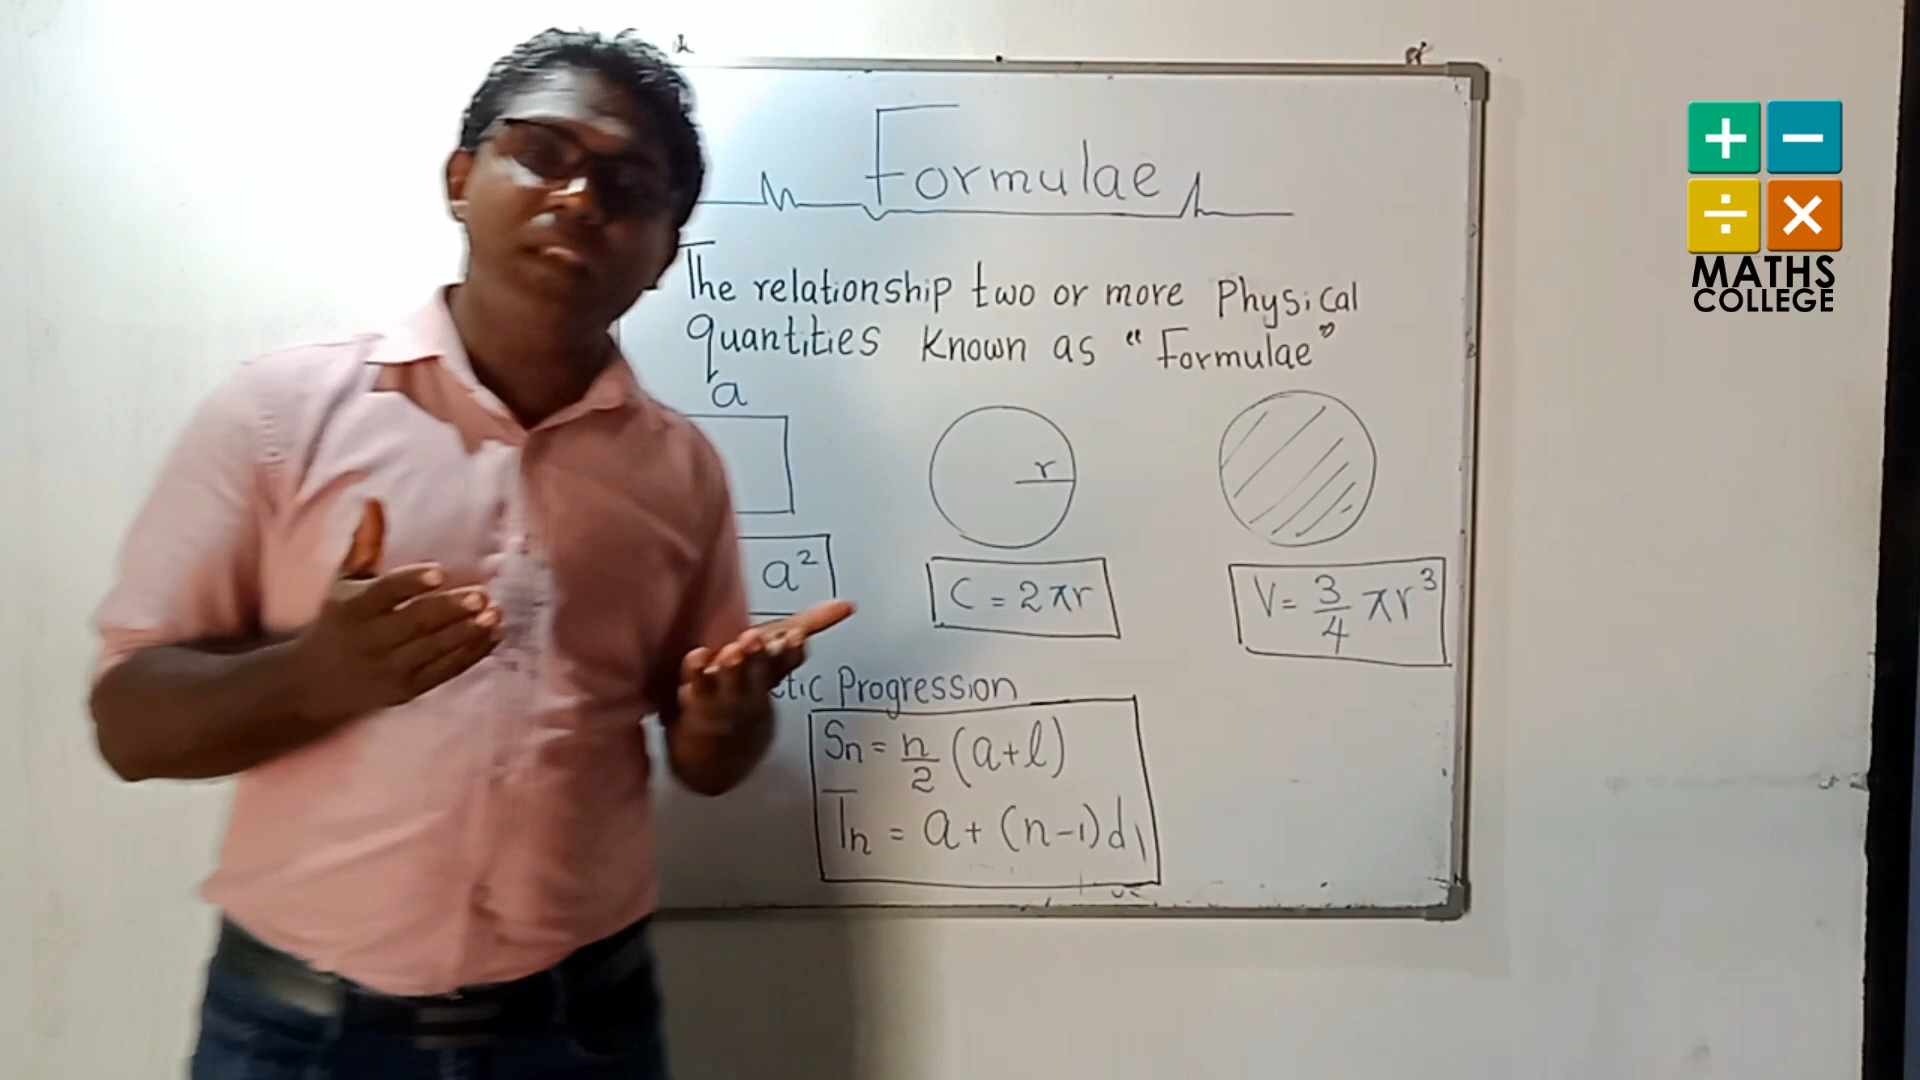 Formulae
The relationship two or more Physical
quantities known as "Formulae"
a
r
a²
C = 2πr
V = 3/4 πr³
Progression
Sn = n/2 (a+l)
Tn = a + (n-1)d
MATHS
COLLEGE